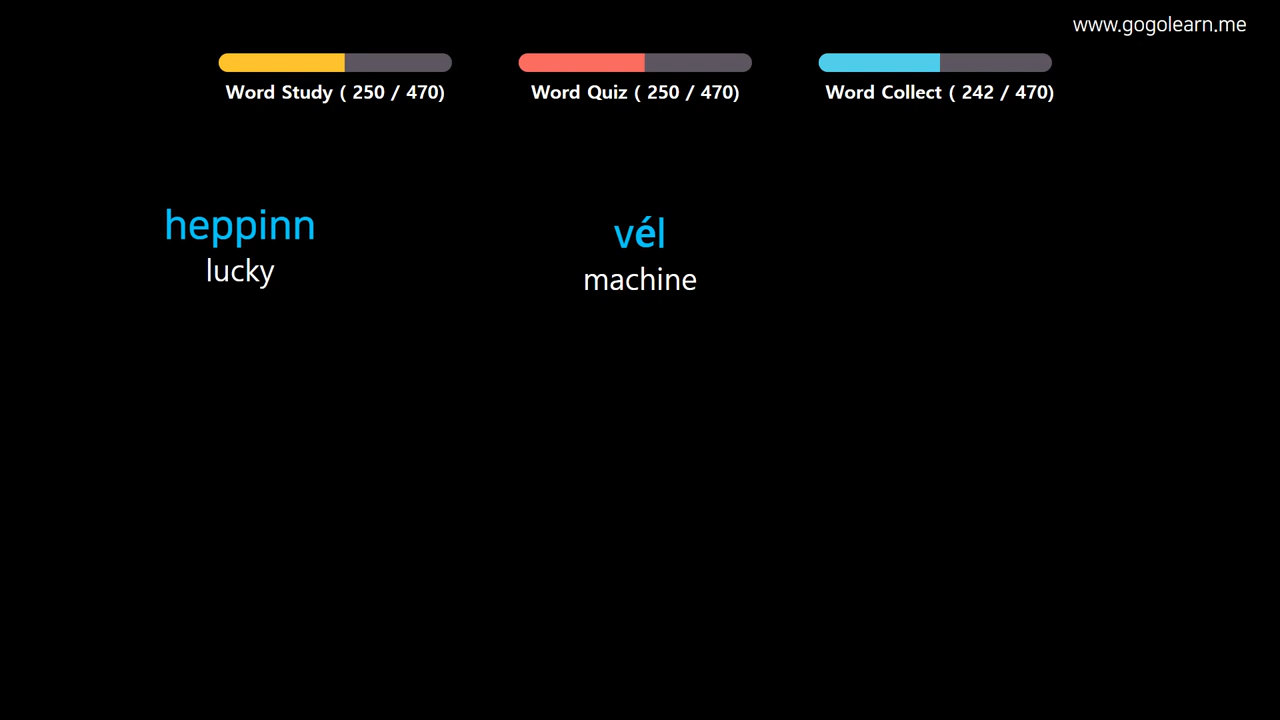 www.gogolearn.me
Word Study ( 250 / 470)
Word Quiz ( 250 / 470)
Word Collect ( 242 / 470)
heppinn
lucky
vél
machine